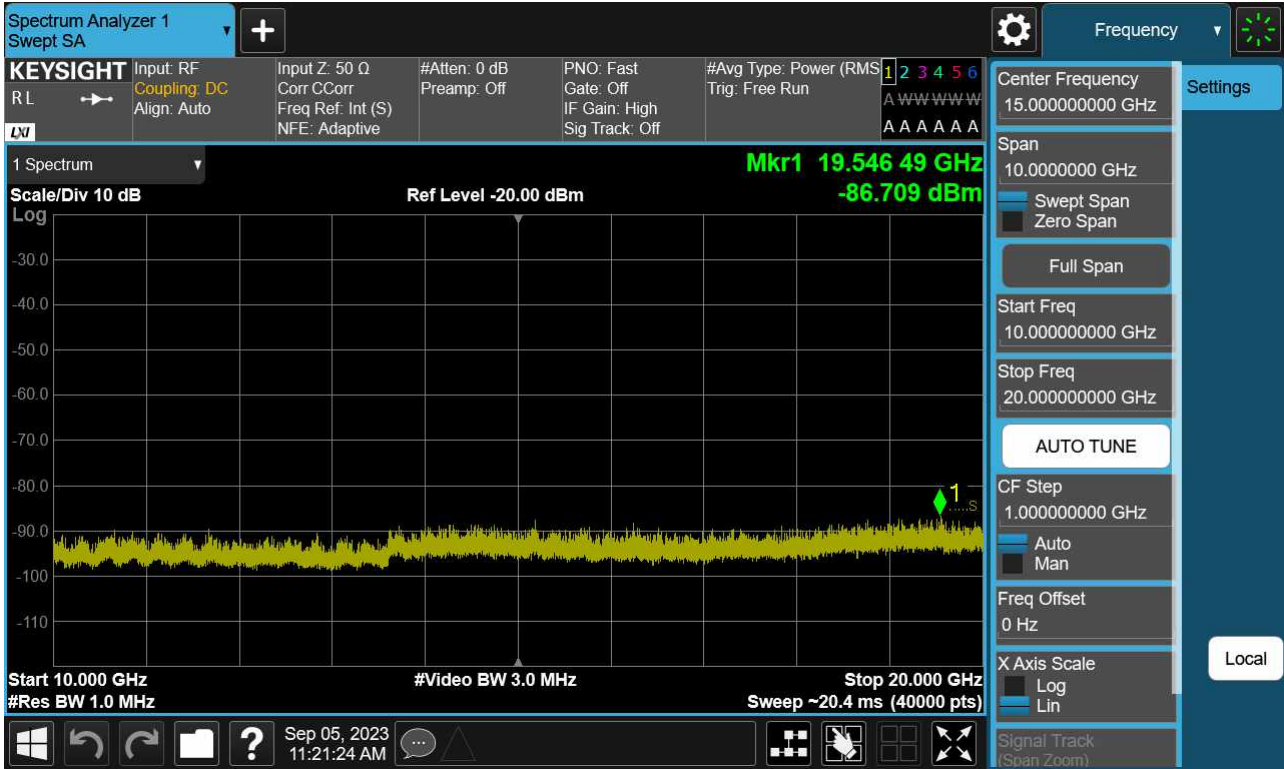 Spectrum Analyzer 1
Swept SA
+
Frequency
KEYSIGHT
R L
LXI
Input: RF
Coupling: DC
Align: Auto
Input Z: 50 Ω
Corr CCorr
Freq Ref: Int (S)
NFE: Adaptive
#Atten: 0 dB
Preamp: Off
PNO: Fast
Gate: Off
IF Gain: High
Sig Track: Off
#Avg Type: Power (RMS
Trig: Free Run
1 2 3 4 5 6
A W W W W W
A A A A A A
1 Spectrum
Scale/Div 10 dB
Log
Ref Level -20.00 dBm
Mkr1 19.546 49 GHz
-86.709 dBm
-30.0
-40.0
-50.0
-60.0
-70.0
-80.0
-90.0
-100
-110
1
S
Start 10.000 GHz
#Res BW 1.0 MHz
#Video BW 3.0 MHz
Stop 20.000 GHz
Sweep ~20.4 ms (40000 pts)
Center Frequency
15.000000000 GHz
Span
10.0000000 GHz
Swept Span
Zero Span
Full Span
Start Freq
10.000000000 GHz
Stop Freq
20.000000000 GHz
AUTO TUNE
CF Step
1.000000000 GHz
Auto
Man
Freq Offset
0 Hz
X Axis Scale
Log
Lin
Signal Track
(Span Zoom)
Settings
Local
?
Sep 05, 2023
11:21:24 AM